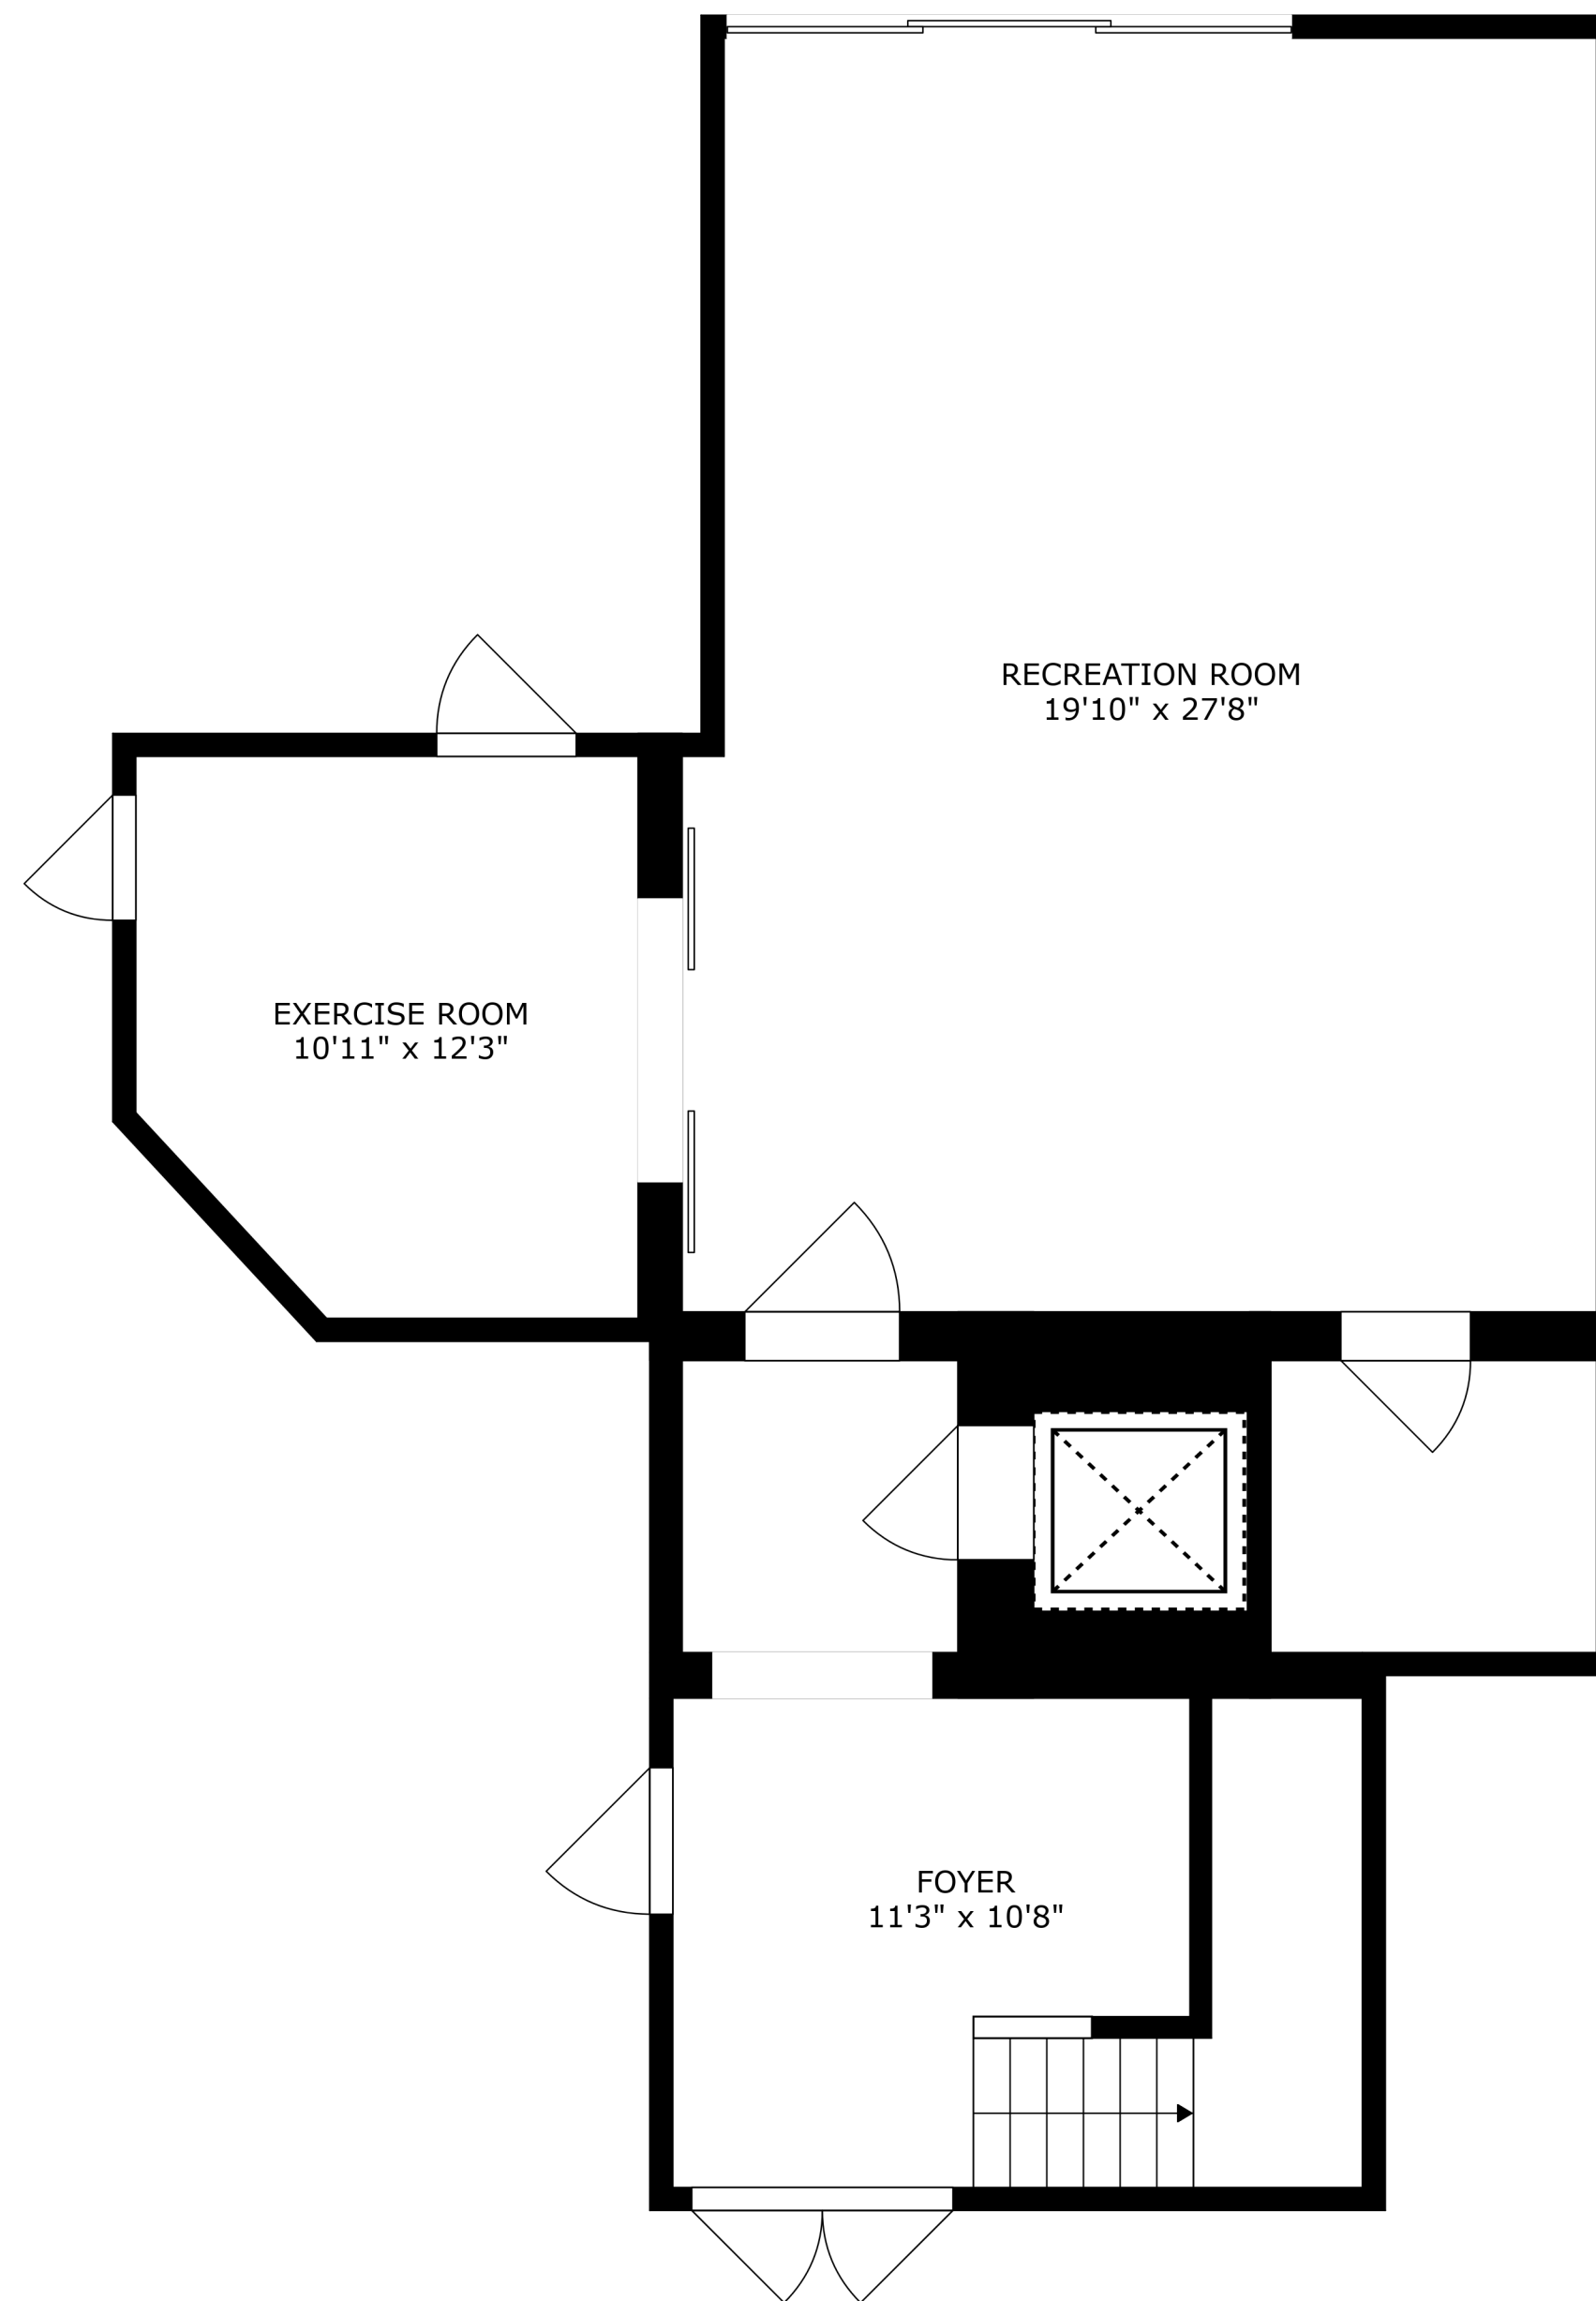 RECREATION ROOM
19'10" x 27'8"
EXERCISE ROOM
10'11" x 12'3"
FOYER
11'3" x 10'8"